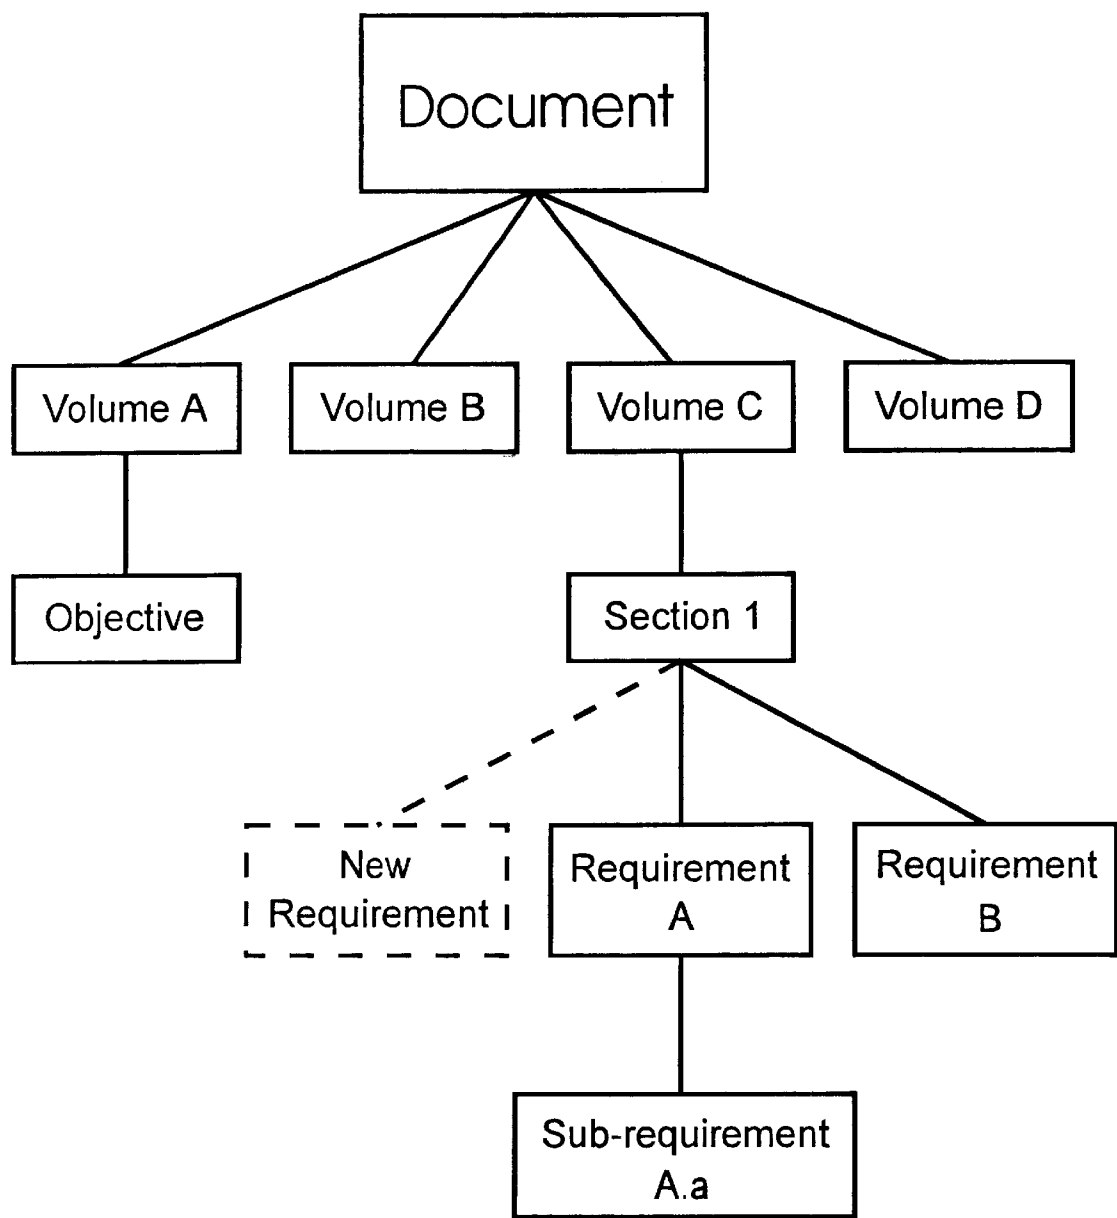 Document
Volume A
Volume B
Volume C
Volume D
Objective
Section 1
New
Requirement
Requirement
A
Requirement
B
Sub-requirement
A.a